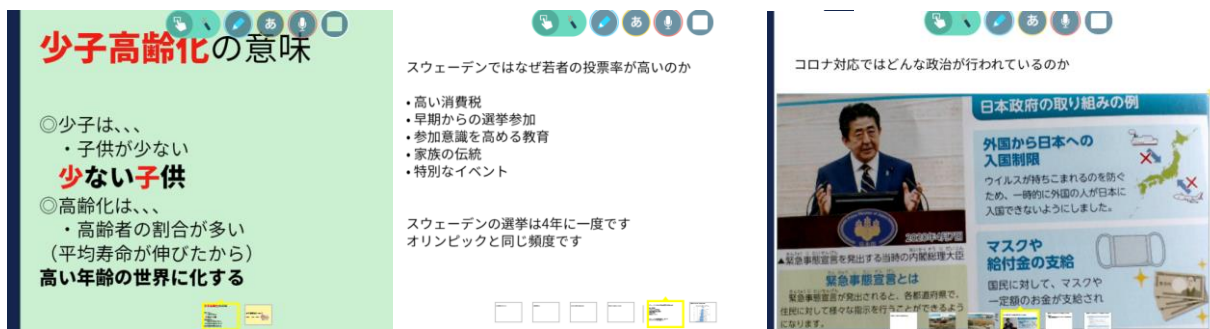 少子高齢化の意味
◎少子は、、、
・子供が少ない
少ない子供
◎高齢化は、、、
・高齢者の割合が多い
（平均寿命が伸びたから）
高い年齢の世界に化する
あ
スウェーデンではなぜ若者の投票率が高いのか
• 高い消費税
• 早期からの選挙参加
• 参加意識を高める教育
• 家族の伝統
• 特別なイベント
スウェーデンの選挙は4年に一度です
オリンピックと同じ頻度です
あ
コロナ対応ではどんな政治が行われているのか
あ
2020年4月7日
▲緊急事態宣言を発出する当時の内閣総理大臣
緊急事態宣言とは
緊急事態宣言が発出されると、各都道府県で、
住民に対して様々な指示を行うことができるよう
になります。
日本政府の取り組みの例
外国から日本への
入国制限
ウイルスが持ちこまれるのを防ぐ
ため、一時的に外国の人が日本に
入国できないようにしました。
マスクや
給付金の支給
国民に対して、マスクや
一定額のお金が支給され